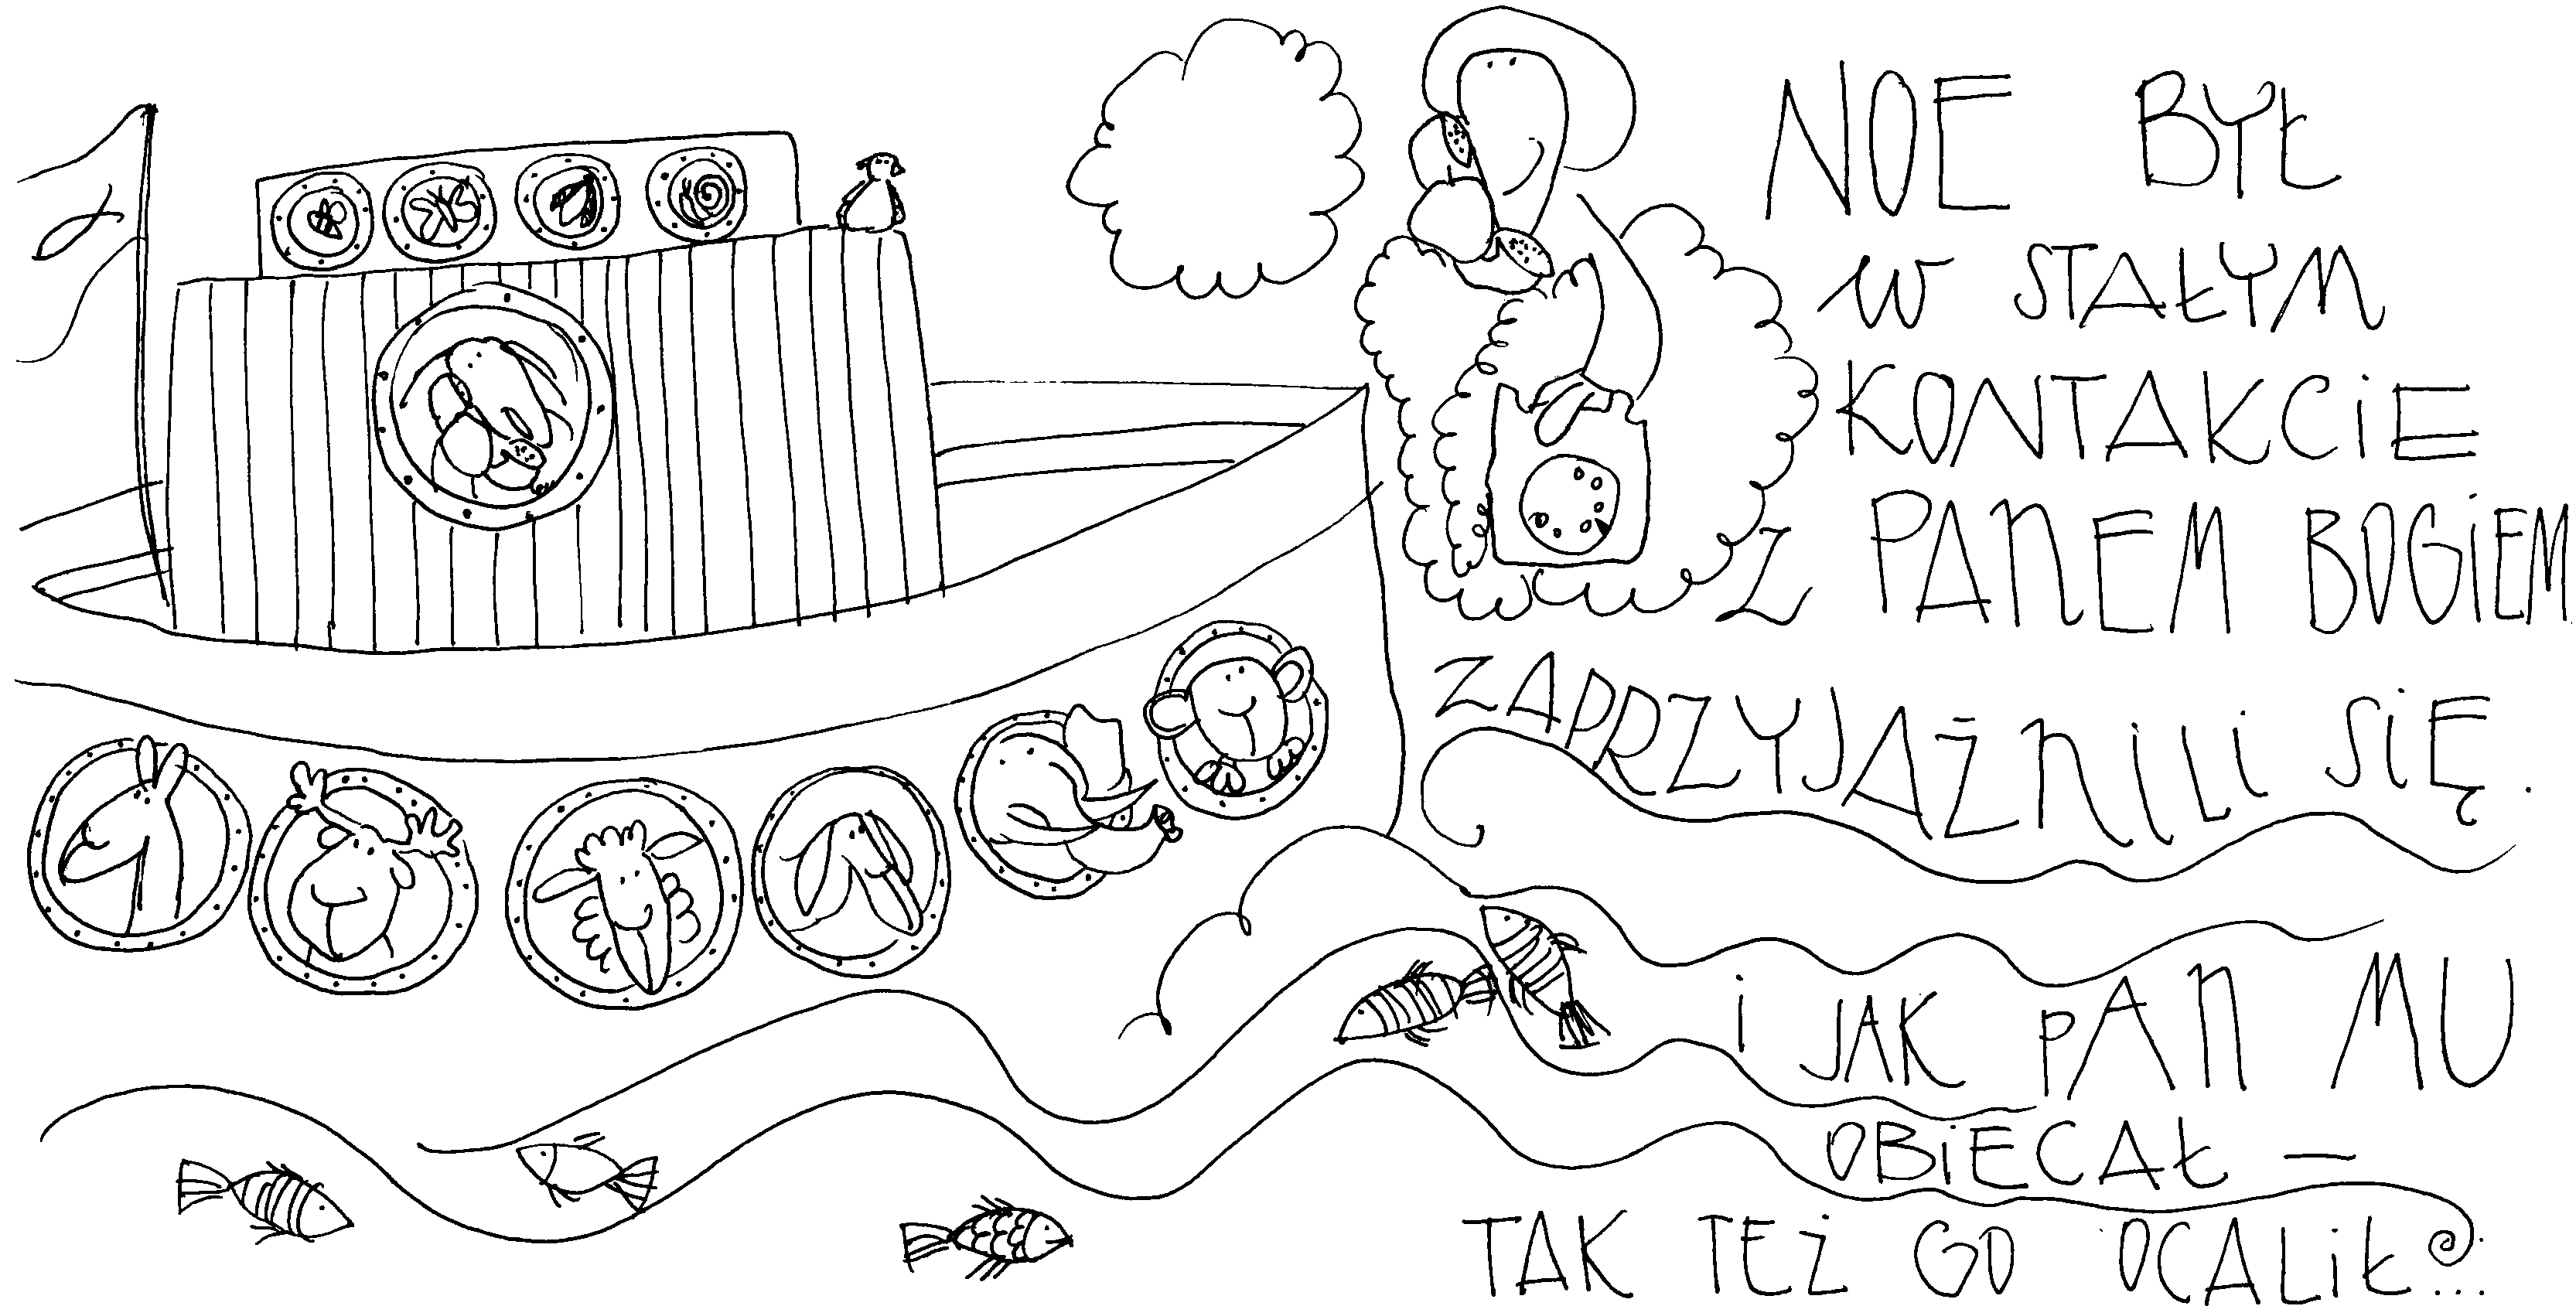 NOE BYŁ
W STAŁYM
KONTAKCIE
Z PANEM BOGIEM
ZAPRZYJAŹNILI SIĘ.
i JAK PAN MU
OBIECAŁ –
TAK TEŻ GO OCALIŁ...